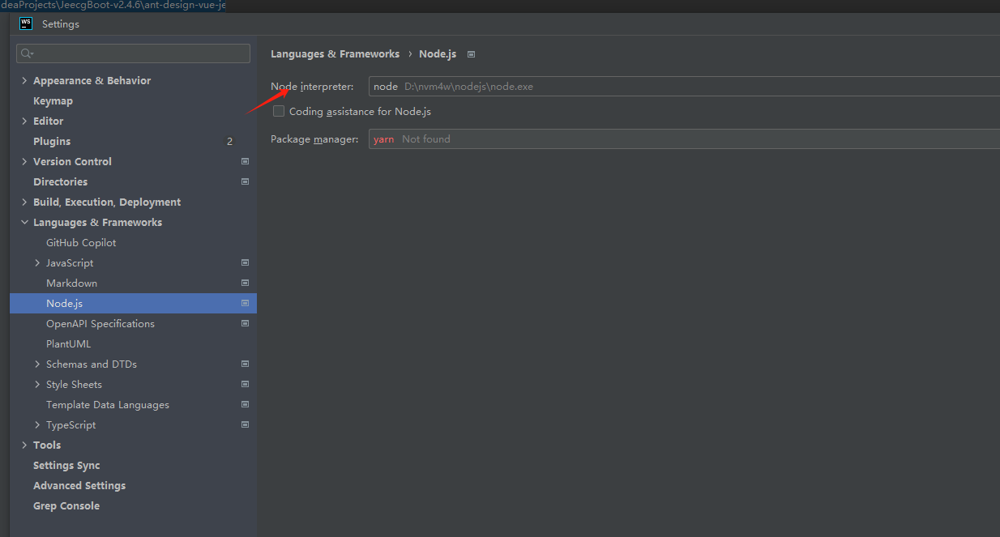 deaProjects\JeecgBoot-v2.4.6\ant-design-vue-je
WS
Settings
Languages & Frameworks › Node.js
Node interpreter: node D:\nvm4w\nodejs\node.exe
Coding assistance for Node.js
Package manager: yarn Not found
Appearance & Behavior
Keymap
Editor
Plugins 2
Version Control
Directories
Build, Execution, Deployment
Languages & Frameworks
GitHub Copilot
JavaScript
Markdown
Node.js
OpenAPI Specifications
PlantUML
Schemas and DTDs
Style Sheets
Template Data Languages
TypeScript
Tools
Settings Sync
Advanced Settings
Grep Console